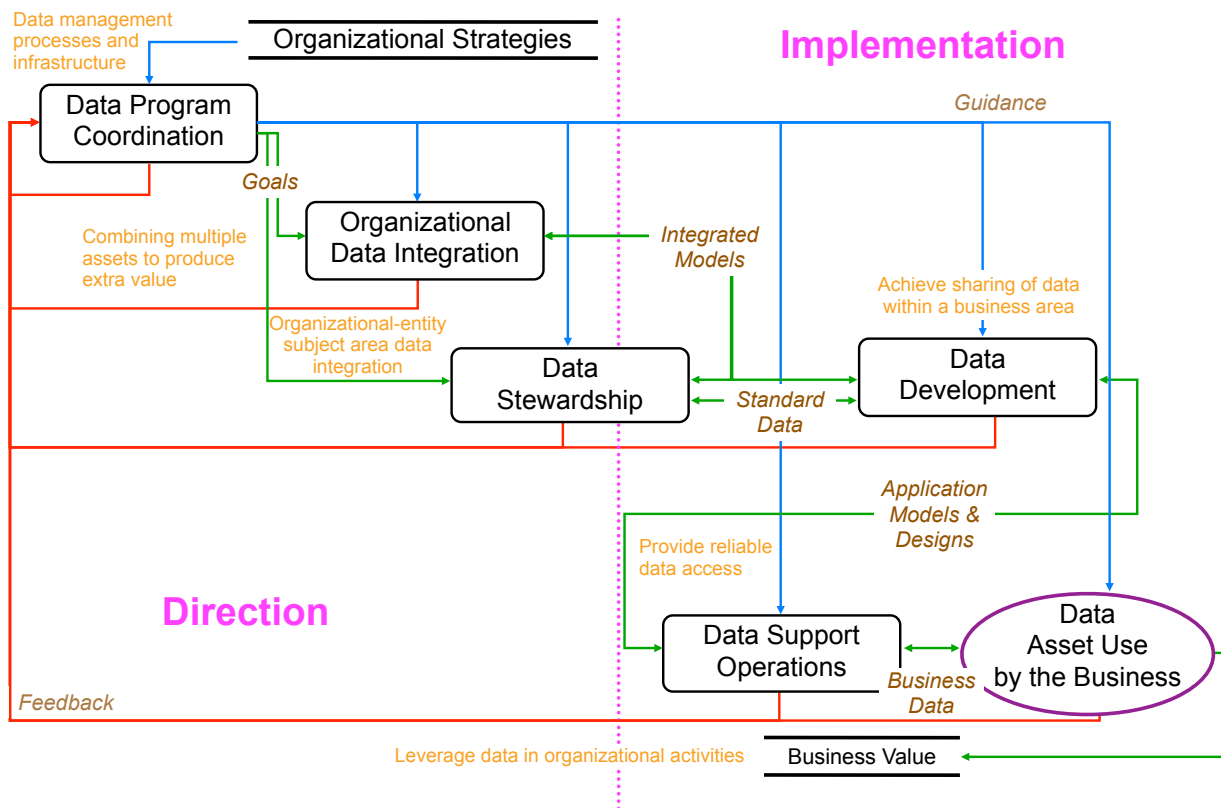 Data management
processes and
infrastructure
Organizational Strategies
Implementation
Data Program
Coordination
Guidance
Goals
Organizational
Data Integration
Integrated
Models
Combining multiple
assets to produce
extra value
Achieve sharing of data
within a business area
Organizational-entity
subject area data
integration
Data
Stewardship
Standard
Data
Data
Development
Application
Models &
Designs
Provide reliable
data access
Direction
Data Support
Operations
Data
Asset Use
by the Business
Business
Data
Feedback
Leverage data in organizational activities
Business Value